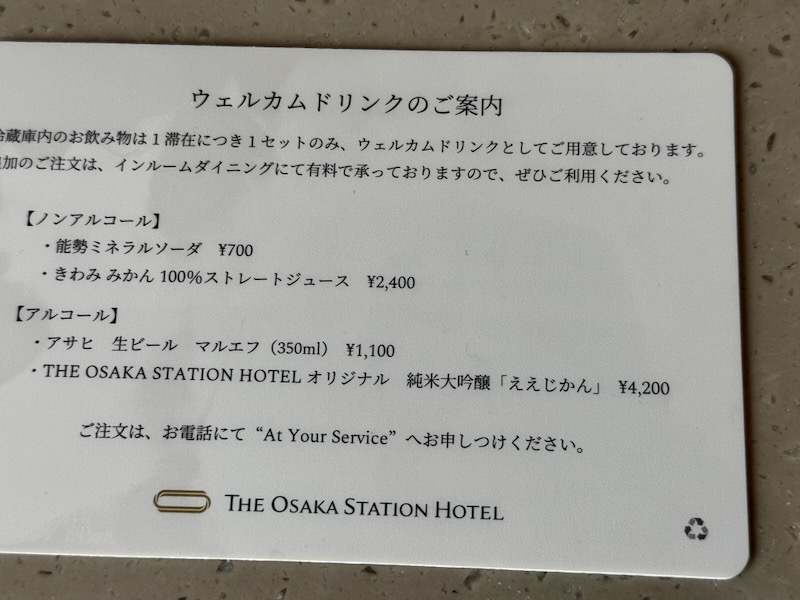 ウェルカムドリンクのご案内
冷蔵庫内のお飲み物は1滞在につき1セットのみ、ウェルカムドリンクとしてご用意しております。
追加のご注文は、インルームダイニングにて有料で承っておりますので、ぜひご利用ください。
【ノンアルコール】
・能勢ミネラルソーダ　¥700
・きわみ みかん 100%ストレートジュース　¥2,400
【アルコール】
・アサヒ　生ビール　マルエフ（350ml）　¥1,100
・THE OSAKA STATION HOTEL オリジナル　純米大吟醸「ええじかん」　¥4,200
ご注文は、お電話にて “At Your Service” へお申しつけください。
THE OSAKA STATION HOTEL